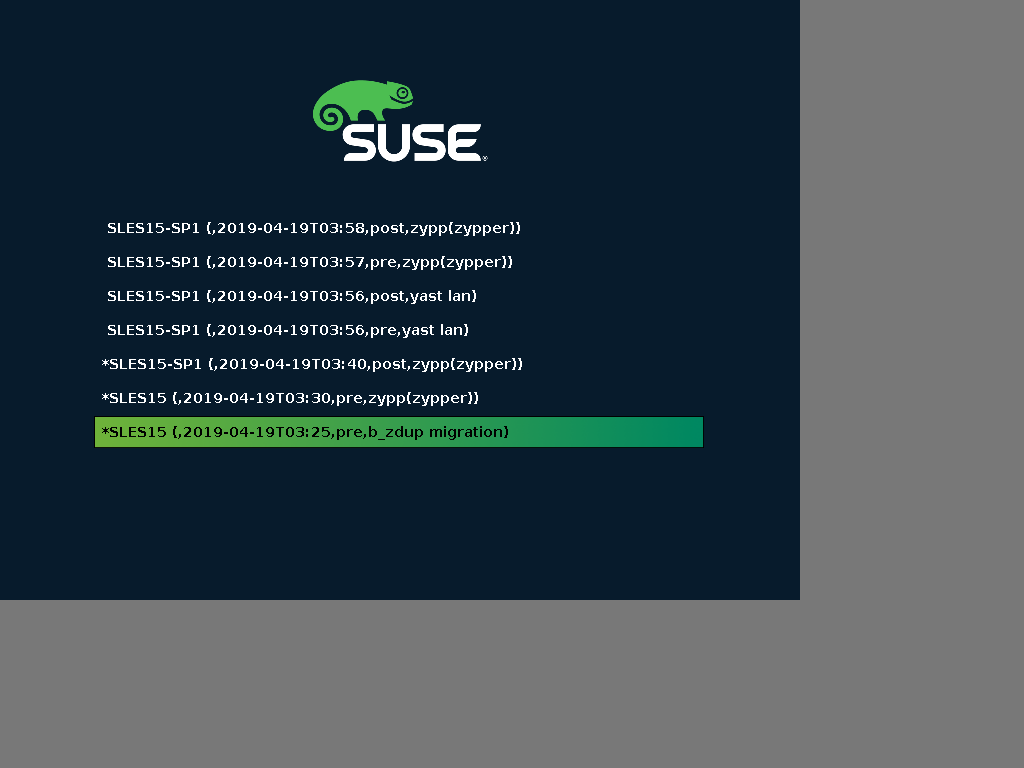 SUSE®
SLES15-SP1 (,2019-04-19T03:58,post,zypp(zypper))
SLES15-SP1 (,2019-04-19T03:57,pre,zypp(zypper))
SLES15-SP1 (,2019-04-19T03:56,post,yast lan)
SLES15-SP1 (,2019-04-19T03:56,pre,yast lan)
*SLES15-SP1 (,2019-04-19T03:40,post,zypp(zypper))
*SLES15 (,2019-04-19T03:30,pre,zypp(zypper))
*SLES15 (,2019-04-19T03:25,pre,b_zdup migration)